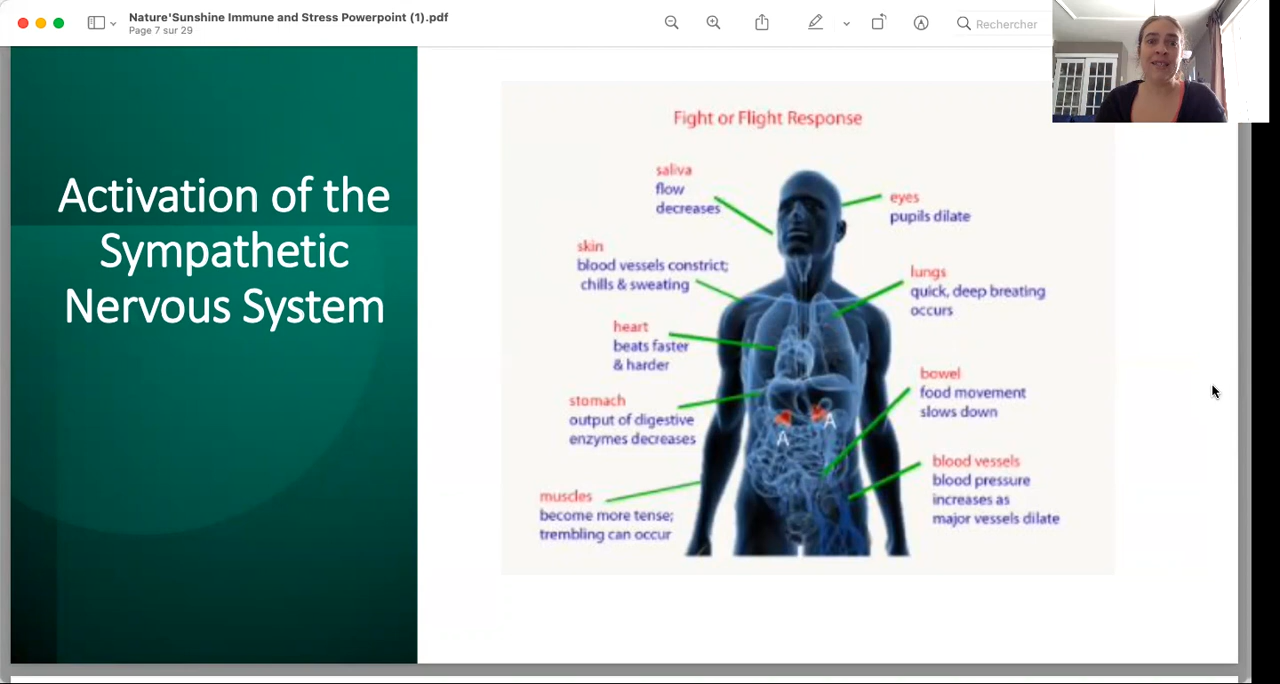 Nature'Sunshine Immune and Stress Powerpoint (1).pdf
Page 7 sur 29
Rechercher
Activation of the
Sympathetic
Nervous System
Fight or Flight Response
saliva
flow
decreases
eyes
pupils dilate
skin
blood vessels constrict;
chills & sweating
lungs
quick, deep breating
occurs
heart
beats faster
& harder
bowel
food movement
slows down
stomach
output of digestive
enzymes decreases
A
A
blood vessels
blood pressure
increases as
major vessels dilate
muscles
become more tense;
trembling can occur